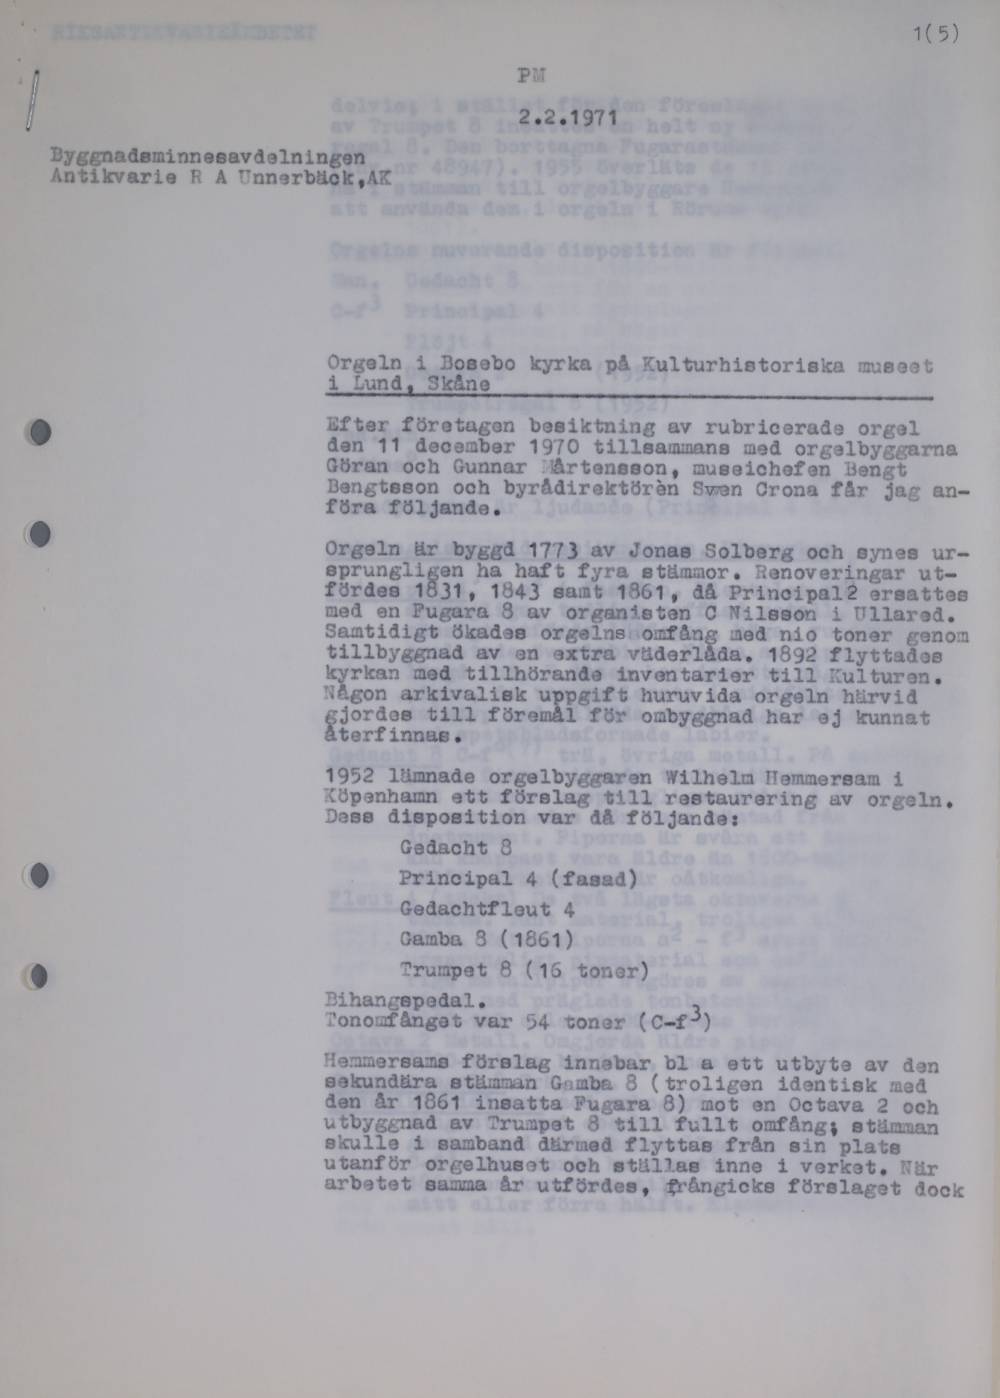 1(5)
PM
2.2.1971
Byggnadsminnesavdelningen
Antikvarie R A Unnerbäck,AK
Orgeln i Bosebo kyrka på Kulturhistoriska museet
i Lund, Skåne
Efter företagen besiktning av rubricerade orgel
den 11 december 1970 tillsammans med orgelbyggarna
Göran och Gunnar Mårtensson, museichefen Bengt
Bengtsson och byrådirektörèn Swen Crona får jag an-
föra följande.
Orgeln är byggd 1773 av Jonas Solberg och synes ur-
sprungligen ha haft fyra stämmor. Renoveringar ut-
fördes 1831, 1843 samt 1861, då Principal2 ersattes
med en Fugara 8 av organisten C Nilsson i Ullared.
Samtidigt ökades orgelns omfång med nio toner genom
tillbyggnad av en extra väderlåda. 1892 flyttades
kyrkan med tillhörande inventarier till Kulturen.
Någon arkivalisk uppgift huruvida orgeln härvid
gjordes till föremål för ombyggnad har ej kunnat
återfinnas.
1952 lämnade orgelbyggaren Wilhelm Hemmersam i
Köpenhamn ett förslag till restaurering av orgeln.
Dess disposition var då följande:
Gedacht 8
Principal 4 (fasad)
Gedachtfleut 4
Gamba 8 (1861)
Trumpet 8 (16 toner)
Bihangspedal.
Tonomfånget var 54 toner (C-f3)
Hemmersams förslag innebar bl a ett utbyte av den
sekundära stämman Gamba 8 (troligen identisk med
den år 1861 insatta Fugara 8) mot en Octava 2 och
utbyggnad av Trumpet 8 till fullt omfång; stämman
skulle i samband därmed flyttas från sin plats
utanför orgelhuset och ställas inne i verket. När
arbetet samma år utfördes, frångicks förslaget dock